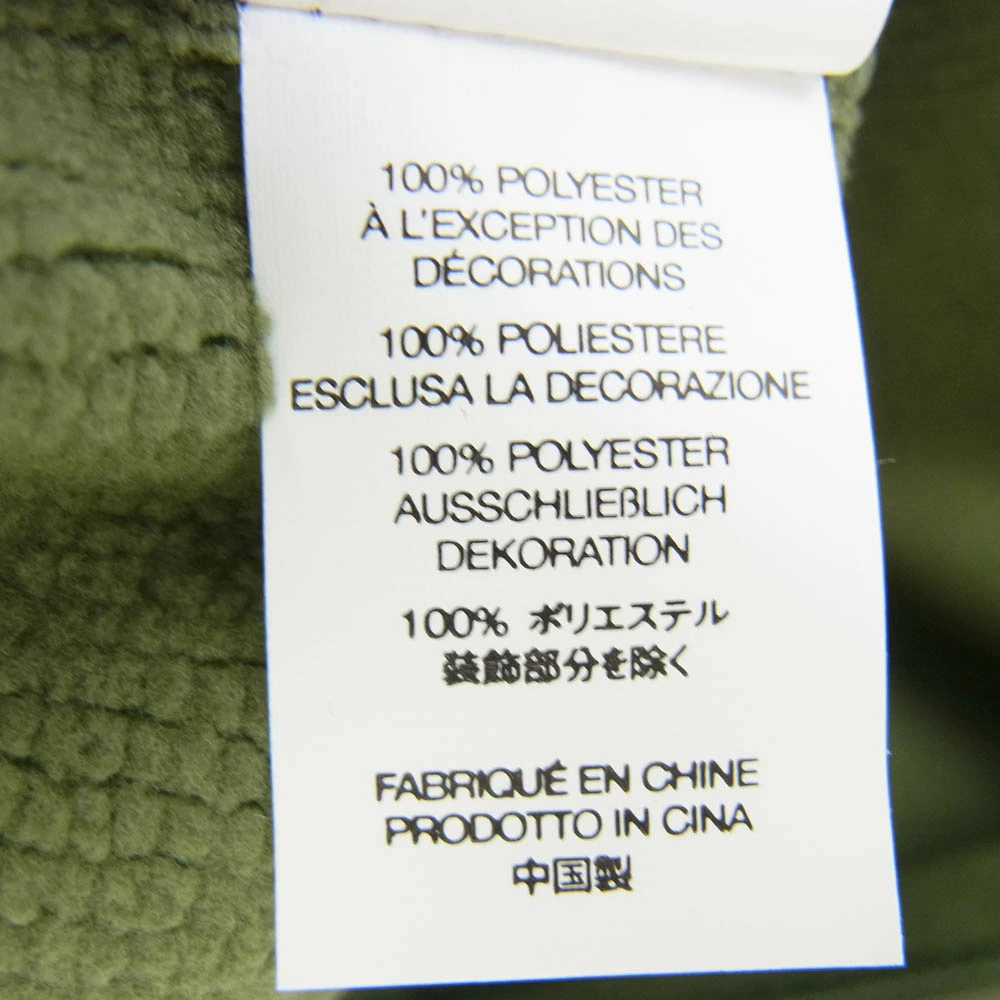 100% POLYESTER
À L'EXCEPTION DES
DÉCORATIONS
100% POLIESTERE
ESCLUSA LA DECORAZIONE
100% POLYESTER
AUSSCHLIEßLICH
DEKORATION
100% ポリエステル
装飾部分を除く
FABRIQUÉ EN CHINE
PRODOTTO IN CINA
中国製